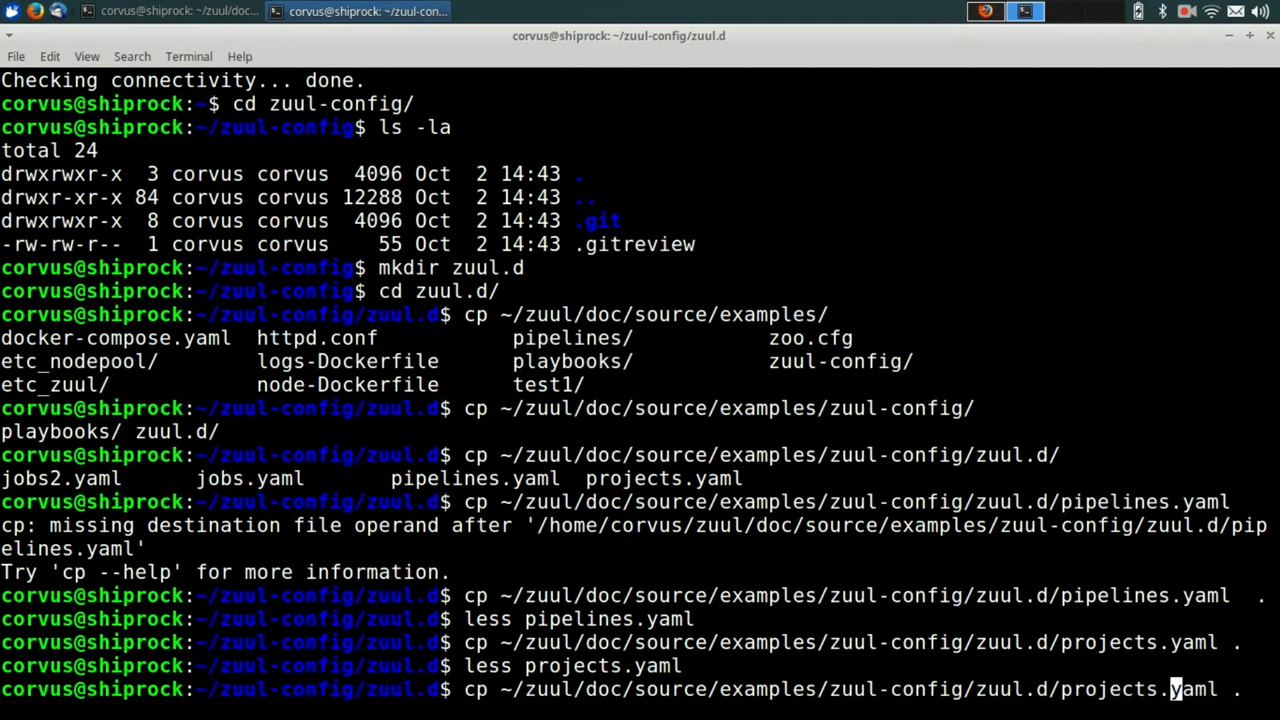 corvus@shiprock: ~/zuul/doc...
corvus@shiprock: ~/zuul-con...
corvus@shiprock: ~/zuul-config/zuul.d
File Edit View Search Terminal Help
Checking connectivity... done.
corvus@shiprock:~$ cd zuul-config/
corvus@shiprock:~/zuul-config$ ls -la
total 24
drwxrwxr-x  3 corvus corvus  4096 Oct  2 14:43 .
drwxr-xr-x 84 corvus corvus 12288 Oct  2 14:43 ..
drwxrwxr-x  8 corvus corvus  4096 Oct  2 14:43 .git
-rw-rw-r--  1 corvus corvus    55 Oct  2 14:43 .gitreview
corvus@shiprock:~/zuul-config$ mkdir zuul.d
corvus@shiprock:~/zuul-config$ cd zuul.d/
corvus@shiprock:~/zuul-config/zuul.d$ cp ~/zuul/doc/source/examples/
docker-compose.yaml  httpd.conf           pipelines/           zoo.cfg
etc_nodepool/        logs-Dockerfile      playbooks/           zuul-config/
etc_zuul/            node-Dockerfile      test1/
corvus@shiprock:~/zuul-config/zuul.d$ cp ~/zuul/doc/source/examples/zuul-config/
playbooks/ zuul.d/
corvus@shiprock:~/zuul-config/zuul.d$ cp ~/zuul/doc/source/examples/zuul-config/zuul.d/
jobs2.yaml      jobs.yaml       pipelines.yaml  projects.yaml
corvus@shiprock:~/zuul-config/zuul.d$ cp ~/zuul/doc/source/examples/zuul-config/zuul.d/pipelines.yaml
cp: missing destination file operand after '/home/corvus/zuul/doc/source/examples/zuul-config/zuul.d/pip
elines.yaml'
Try 'cp --help' for more information.
corvus@shiprock:~/zuul-config/zuul.d$ cp ~/zuul/doc/source/examples/zuul-config/zuul.d/pipelines.yaml  .
corvus@shiprock:~/zuul-config/zuul.d$ less pipelines.yaml
corvus@shiprock:~/zuul-config/zuul.d$ cp ~/zuul/doc/source/examples/zuul-config/zuul.d/projects.yaml .
corvus@shiprock:~/zuul-config/zuul.d$ less projects.yaml
corvus@shiprock:~/zuul-config/zuul.d$ cp ~/zuul/doc/source/examples/zuul-config/zuul.d/projects.yaml .